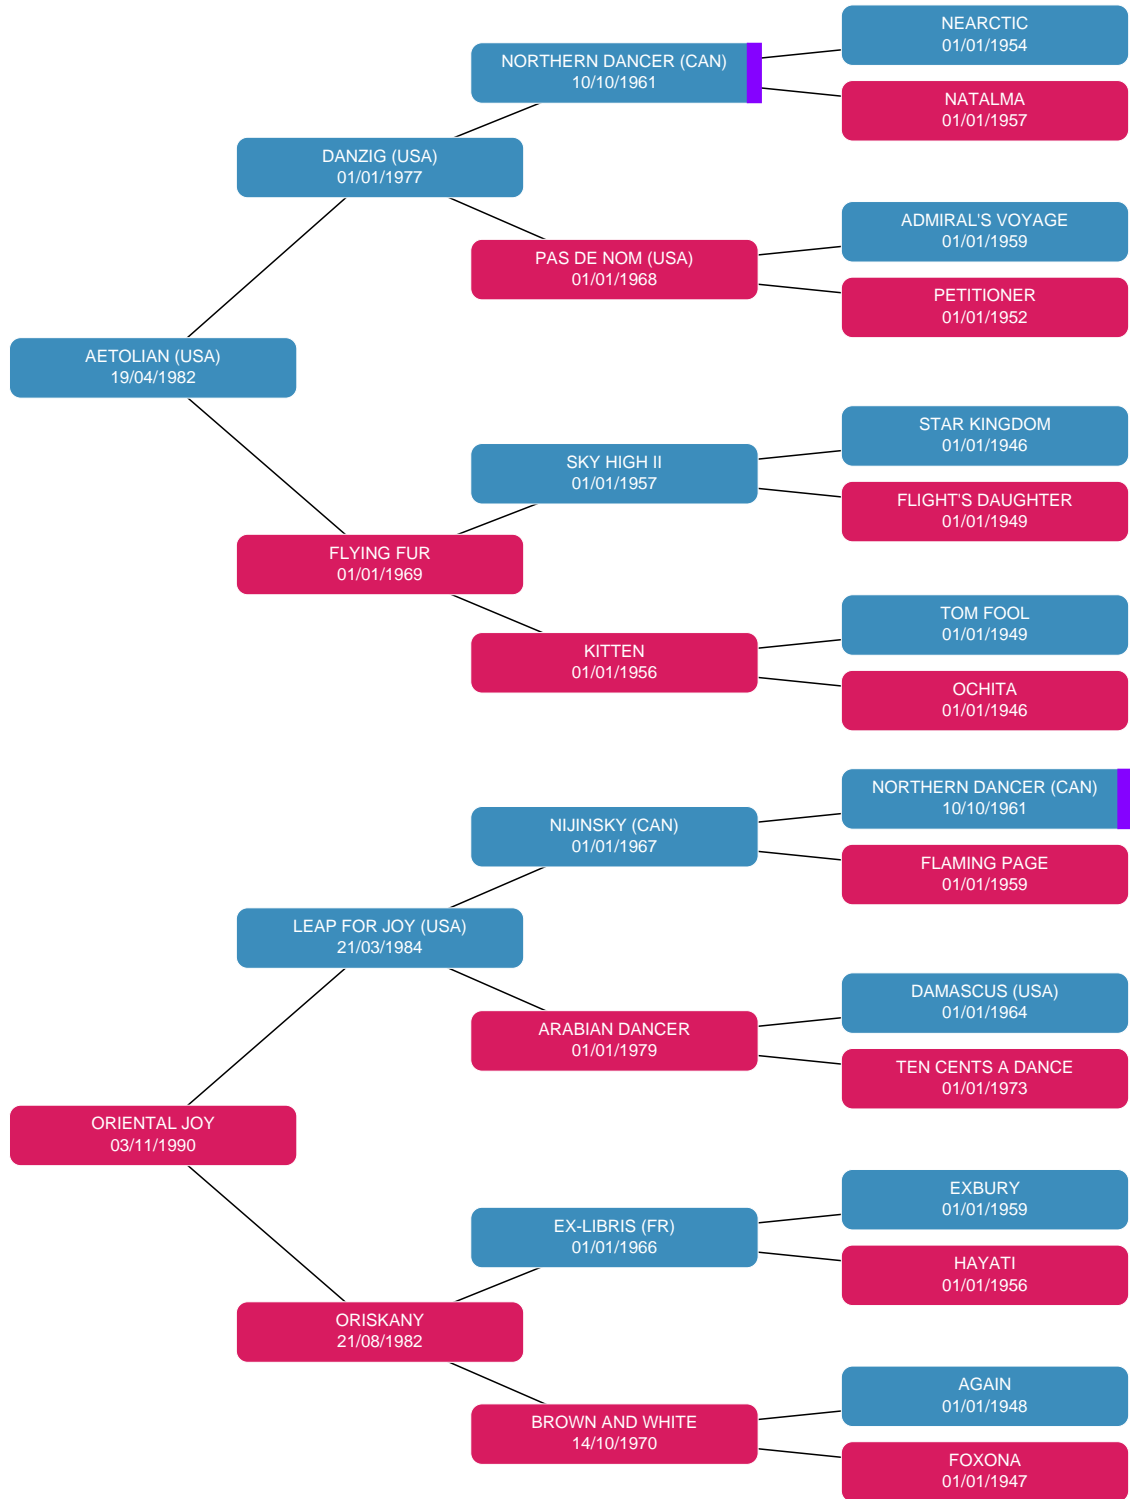 NEARCTIC
01/01/1954
NORTHERN DANCER (CAN)
10/10/1961
NATALMA
01/01/1957
DANZIG (USA)
01/01/1977
ADMIRAL'S VOYAGE
01/01/1959
PAS DE NOM (USA)
01/01/1968
PETITIONER
01/01/1952
AETOLIAN (USA)
19/04/1982
STAR KINGDOM
01/01/1946
SKY HIGH II
01/01/1957
FLIGHT'S DAUGHTER
01/01/1949
FLYING FUR
01/01/1969
TOM FOOL
01/01/1949
KITTEN
01/01/1956
OCHITA
01/01/1946
NORTHERN DANCER (CAN)
10/10/1961
NIJINSKY (CAN)
01/01/1967
FLAMING PAGE
01/01/1959
LEAP FOR JOY (USA)
21/03/1984
DAMASCUS (USA)
01/01/1964
ARABIAN DANCER
01/01/1979
TEN CENTS A DANCE
01/01/1973
ORIENTAL JOY
03/11/1990
EXBURY
01/01/1959
EX-LIBRIS (FR)
01/01/1966
HAYATI
01/01/1956
ORISKANY
21/08/1982
AGAIN
01/01/1948
BROWN AND WHITE
14/10/1970
FOXONA
01/01/1947